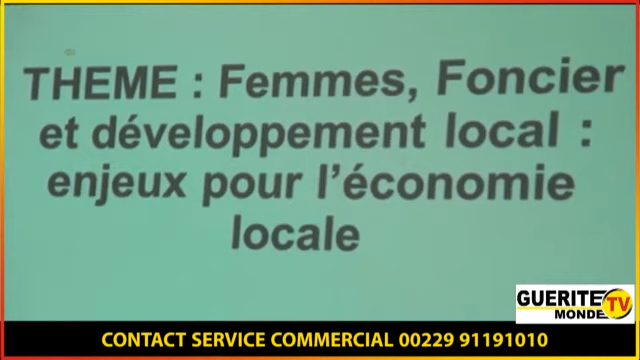 THEME : Femmes, Foncier
et développement local :
enjeux pour l'économie
locale
GUERITE TV
MONDE
CONTACT SERVICE COMMERCIAL 00229 91191010